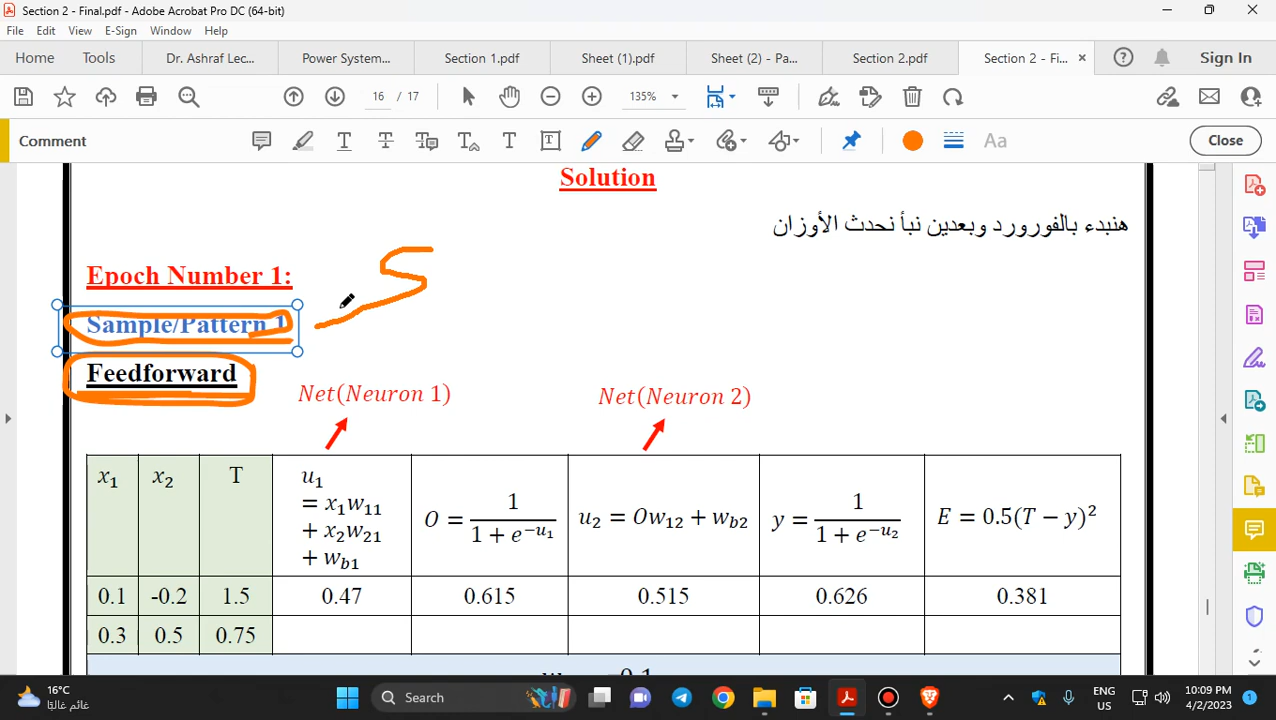 Section 2 - Final.pdf - Adobe Acrobat Pro DC (64-bit)
File Edit View E-Sign Window Help
Home Tools Dr. Ashraf Lec... Power System... Section 1.pdf Sheet (1).pdf Sheet (2) - Pa... Section 2.pdf Section 2 - Fi... × Sign In
16 / 17 135%
Comment Aa Close
Solution
هنبدء بالفورورد وبعدين نبأ نحدث الأوزان
Epoch Number 1:
Sample/Pattern 1
Feedforward
Net(Neuron 1) Net(Neuron 2)
x₁ x₂ T u₁ = x₁w₁₁ + x₂w₂₁ + w_b1 O = 1/(1 + e^−u₁) u₂ = Ow₁₂ + w_b2 y = 1/(1 + e^−u₂) E = 0.5(T − y)²
0.1 -0.2 1.5 0.47 0.615 0.515 0.626 0.381
0.3 0.5 0.75
16°C
غائم غالبًا
Search
ENG
US
10:09 PM
4/2/2023
1